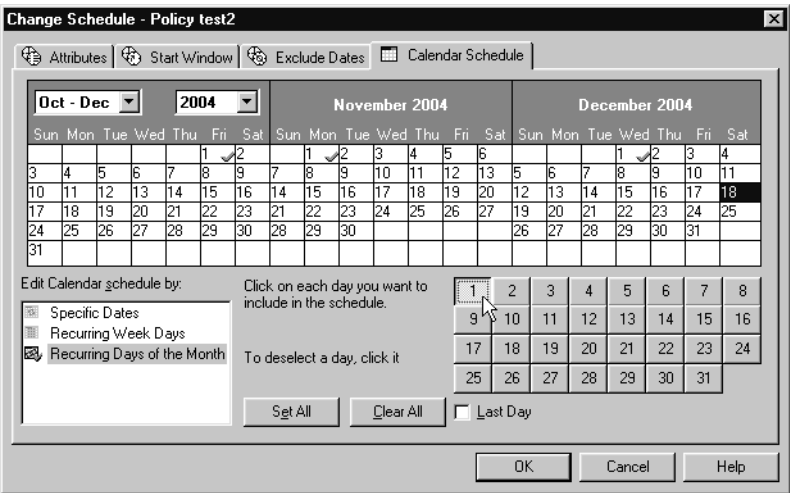 Change Schedule - Policy test2
Attributes Start Window Exclude Dates Calendar Schedule
Oct - Dec 2004 November 2004 December 2004
Sun Mon Tue Wed Thu Fri Sat Sun Mon Tue Wed Thu Fri Sat Sun Mon Tue Wed Thu Fri Sat
1 2 1 2 3 4 5 6 1 2 3 4
3 4 5 6 7 8 9 7 8 9 10 11 12 13 5 6 7 8 9 10 11
10 11 12 13 14 15 16 14 15 16 17 18 19 20 12 13 14 15 16 17 18
17 18 19 20 21 22 23 21 22 23 24 25 26 27 19 20 21 22 23 24 25
24 25 26 27 28 29 30 28 29 30 26 27 28 29 30 31
31
Edit Calendar schedule by:
Specific Dates
Recurring Week Days
Recurring Days of the Month
Click on each day you want to
include in the schedule.
To deselect a day, click it
Set All Clear All
1 2 3 4 5 6 7 8
9 10 11 12 13 14 15 16
17 18 19 20 21 22 23 24
25 26 27 28 29 30 31
Last Day
OK Cancel Help